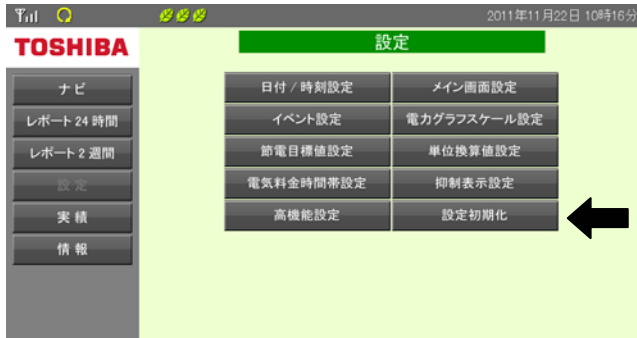 2011年11月22日 10時16分
TOSHIBA
設定
ナビ
レポート 24 時間
レポート 2 週間
設定
実績
情報
日付 / 時刻設定
メイン画面設定
イベント設定
電力グラフスケール設定
節電目標値設定
単位換算値設定
電気料金時間帯設定
抑制表示設定
高機能設定
設定初期化